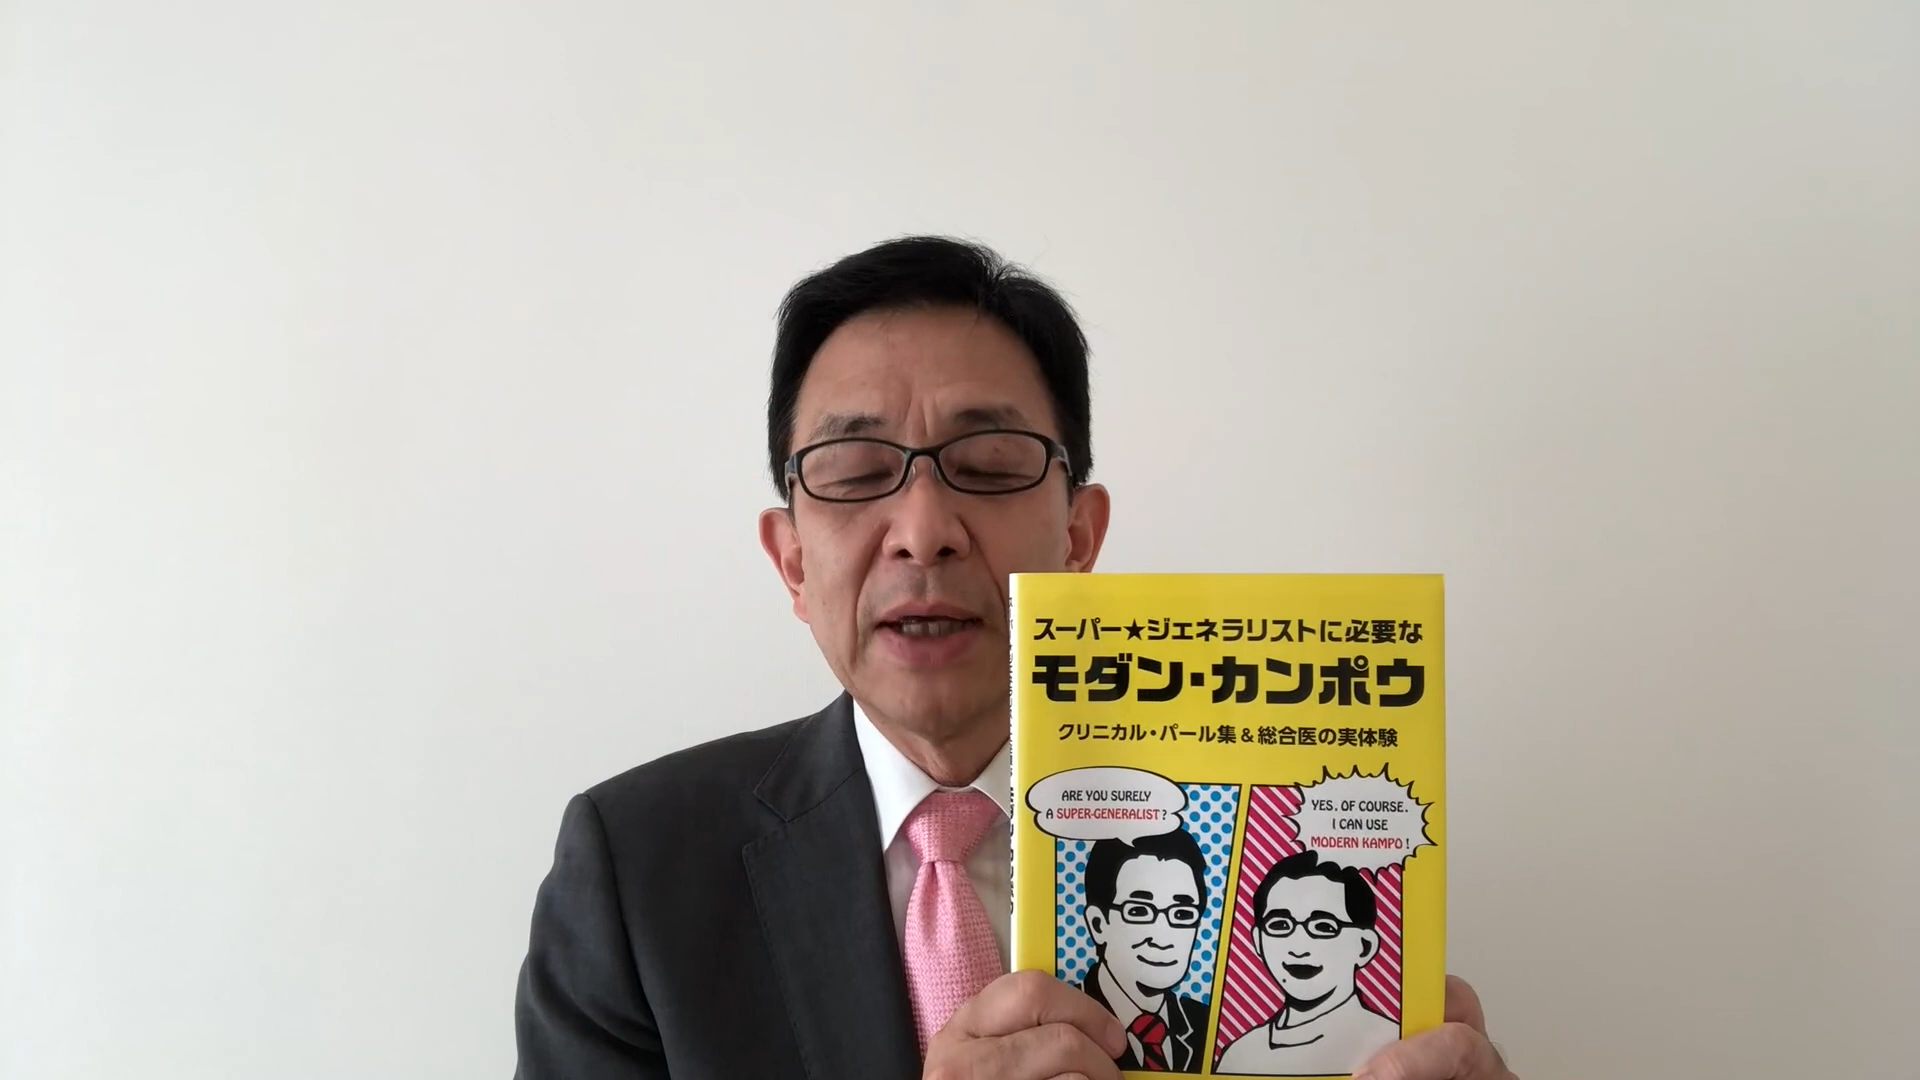 スーパー★ジェネラリストに必要な
モダン・カンポウ
クリニカル・パール集&総合医の実体験
ARE YOU SURELY
A SUPER-GENERALIST?
YES. OF COURSE.
I CAN USE
MODERN KAMPO!